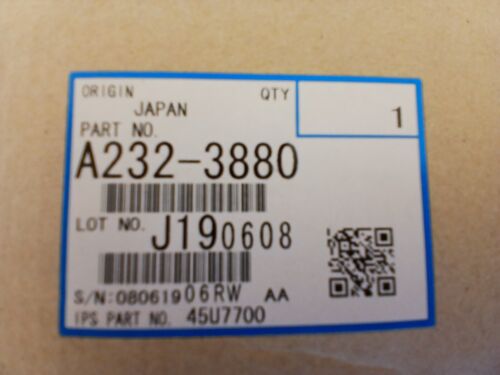 ORIGIN QTY
JAPAN 1
PART NO.
A232-3880
LOT NO. J190608
S/N:08061906RW AA
IPS PART NO. 45U7700